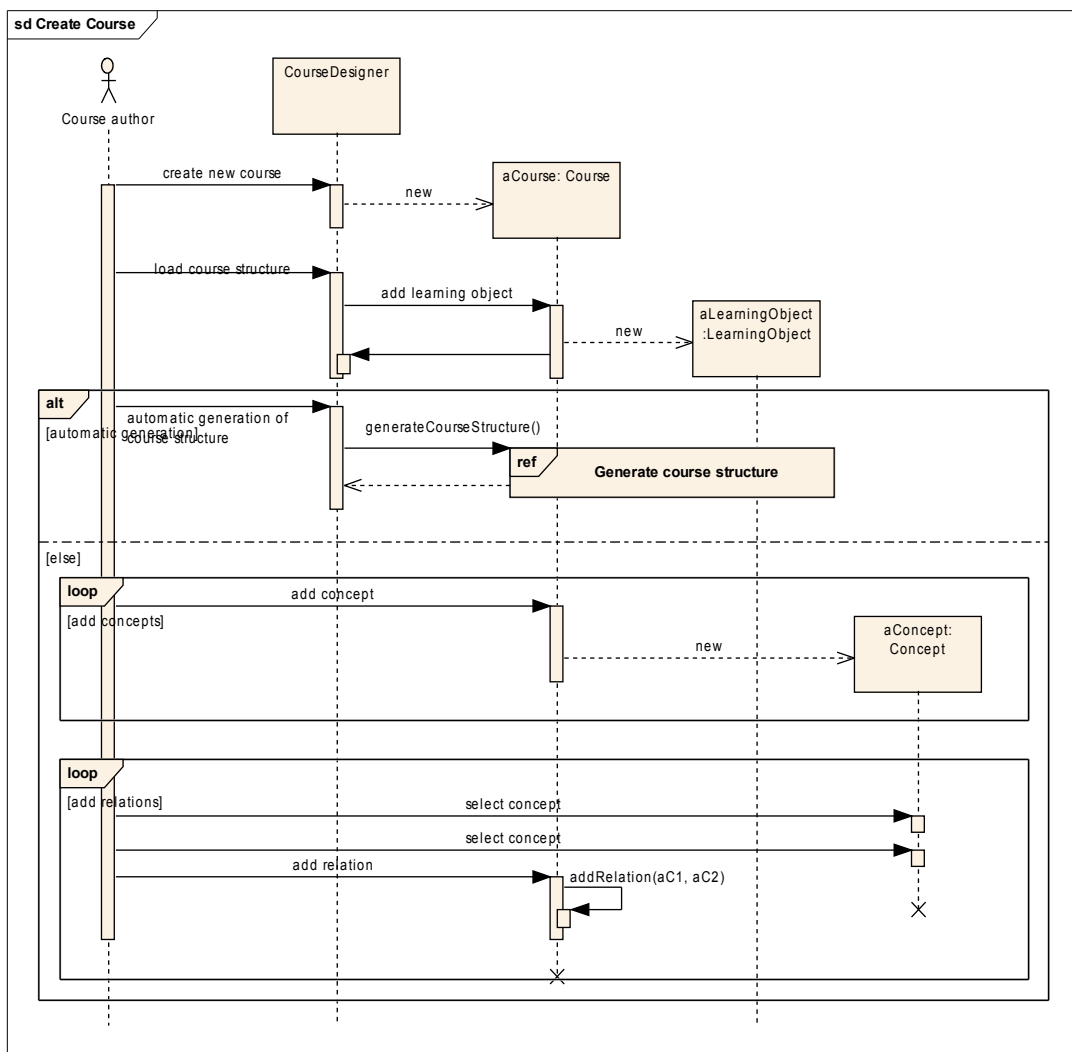 sd Create Course
Course author
CourseDesigner
create new course
new
aCourse: Course
load course structure
add learning object
new
aLearningObject
:LearningObject
alt
[automatic generation]
automatic generation of
course structure
generateCourseStructure()
ref
Generate course structure
[else]
loop
[add concepts]
add concept
new
aConcept:
Concept
loop
[add relations]
select concept
select concept
add relation
addRelation(aC1, aC2)